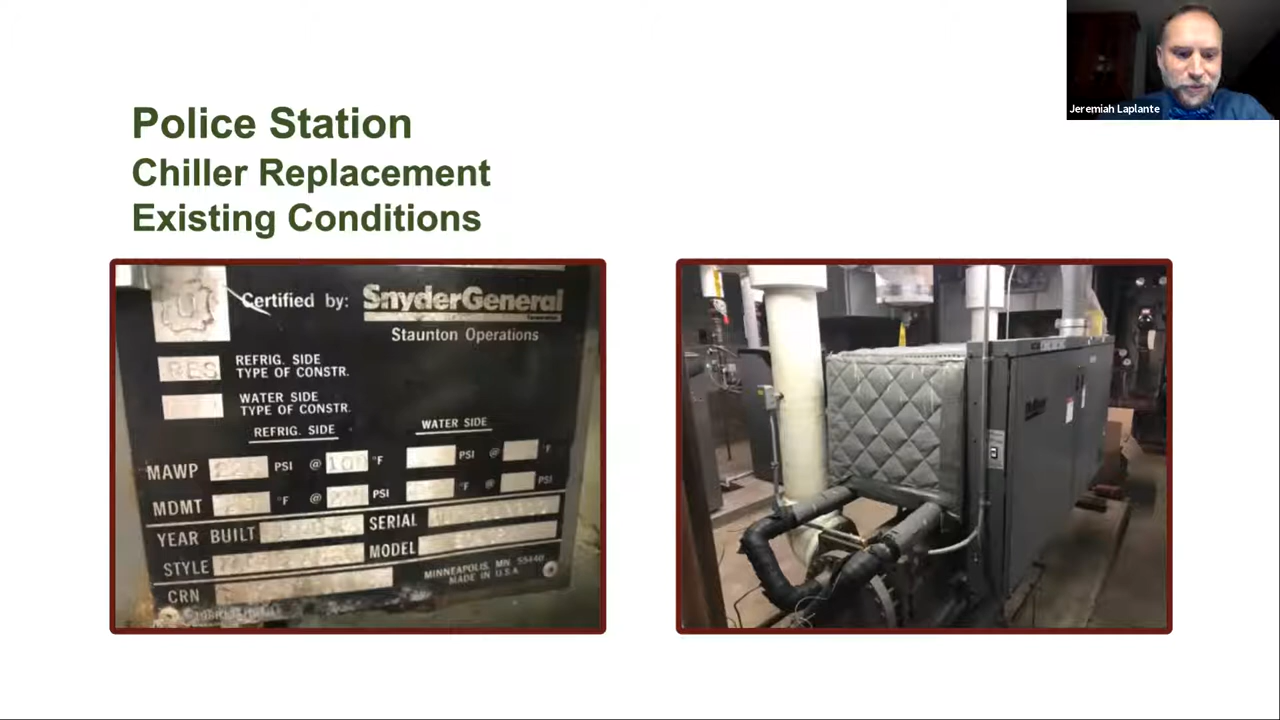 Jeremiah Laplante
Police Station
Chiller Replacement
Existing Conditions
U
Certified by:
SnyderGeneral
Staunton Operations
RES
REFRIG. SIDE
TYPE OF CONSTR.
WATER SIDE
TYPE OF CONSTR.
REFRIG. SIDE
WATER SIDE
MAWP PSI @ °F PSI @ °F
MDMT °F @ PSI °F @ PSI
YEAR BUILT SERIAL
STYLE MODEL
CRN
MINNEAPOLIS, MN 55440
MADE IN U.S.A.